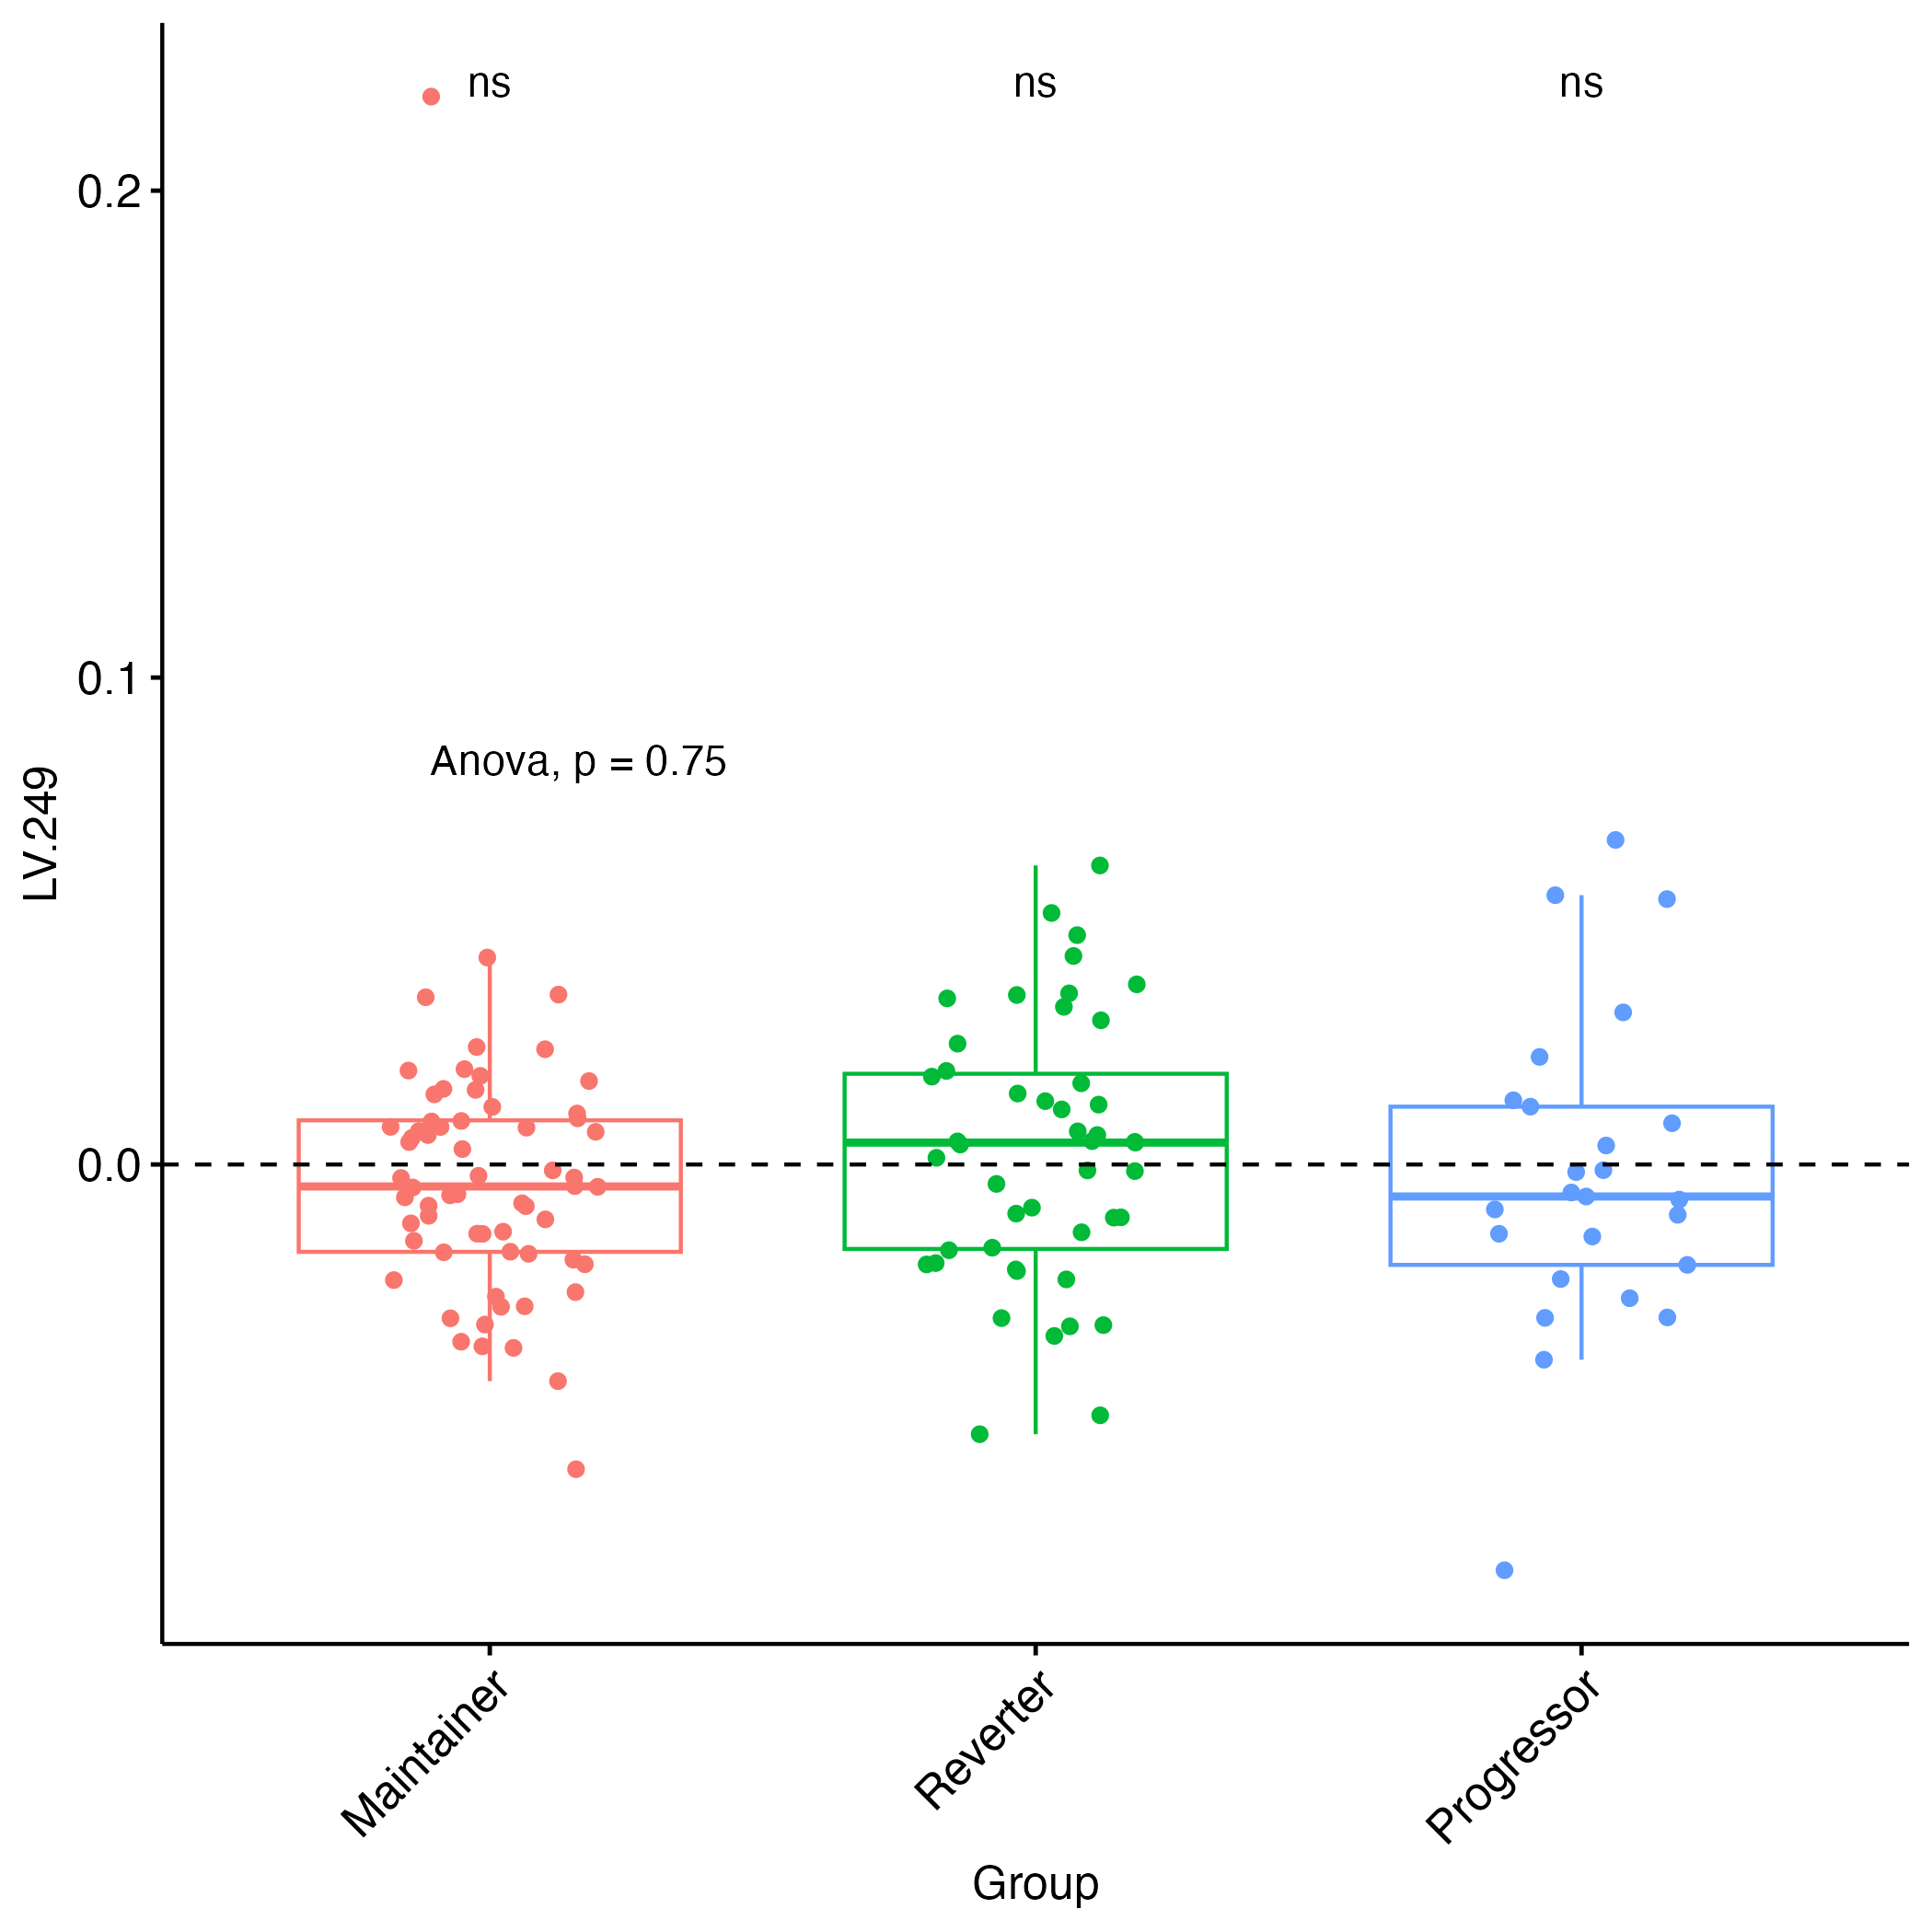 ns ns ns
0.2
0.1
Anova, p = 0.75
LV.249
0.0
Maintainer Reverter Progressor
Group